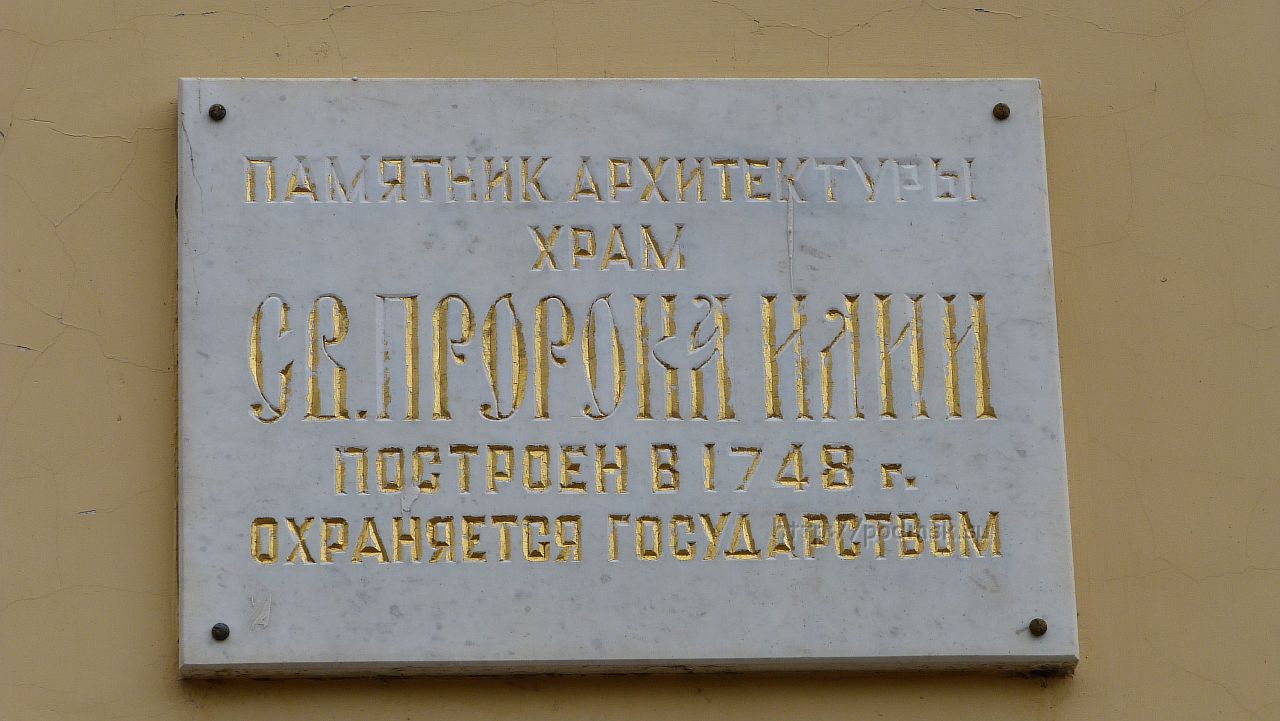 ПАМЯТНИК АРХИТЕКТУРЫ
ХРАМ
СВ. ПРОРОКА ИЛИИ
ПОСТРОЕН В 1748 г.
ОХРАНЯЕТСЯ ГОСУДАРСТВОМ